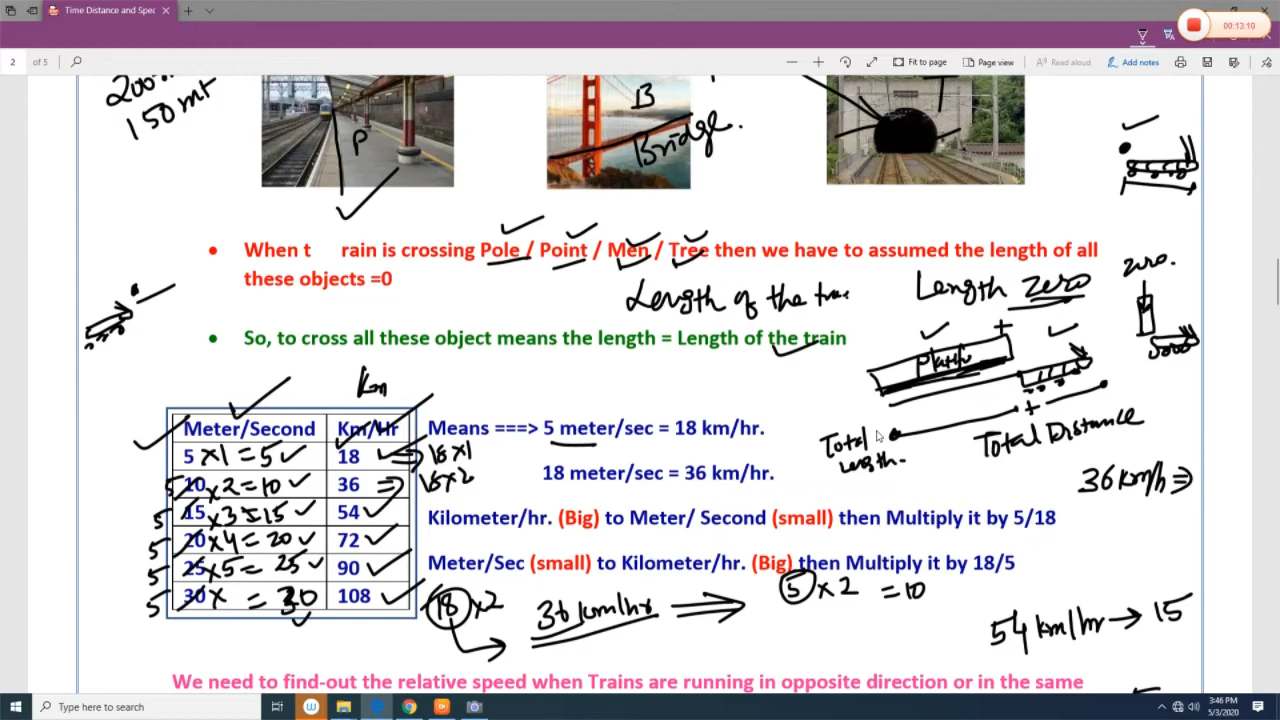 Time Distance and Spec
00:13:10
2 of 5
Fit to page
Page view
Read aloud
Add notes
150mt
P
B
Bridge.
When t rain is crossing Pole / Point / Men / Tree then we have to assumed the length of all
these objects =0
Length of the
Length zero
zero.
So, to cross all these object means the length = Length of the train
Km
+
Meter/Second Km/Hr
Means ===> 5 meter/sec = 18 km/hr.
Total length.
+
Total Distance
5 x1 = 5 18 18x1
18 meter/sec = 36 km/hr.
5 10 x2 = 10 36 18x2
36 km/h
5 15 x3 = 15 54
Kilometer/hr. (Big) to Meter/ Second (small) then Multiply it by 5/18
5 20 x4 = 20 72
5 25 x5 = 25 90
Meter/Sec (small) to Kilometer/hr. (Big) then Multiply it by 18/5
5 30 x = 30 108
18 x2
36 km/hr
5 x 2 = 10
54 km/hr → 15
We need to find-out the relative speed when Trains are running in opposite direction or in the same
Type here to search
3:46 PM
5/3/2020